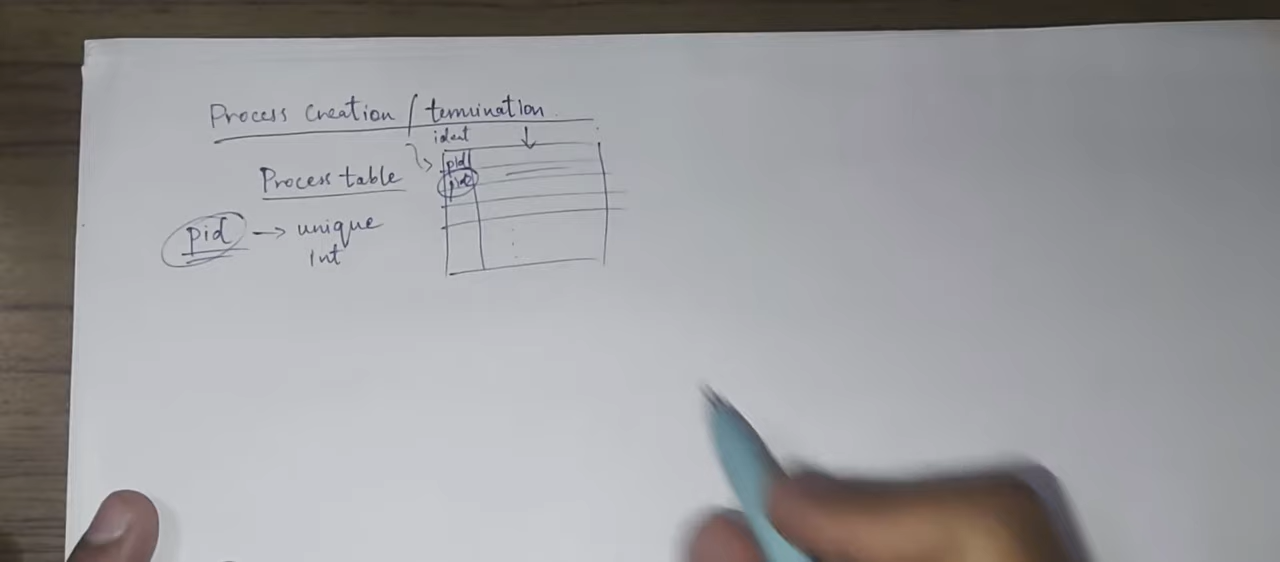 Process Creation / termination
ident
pid
Process table
pid
pid → unique
int